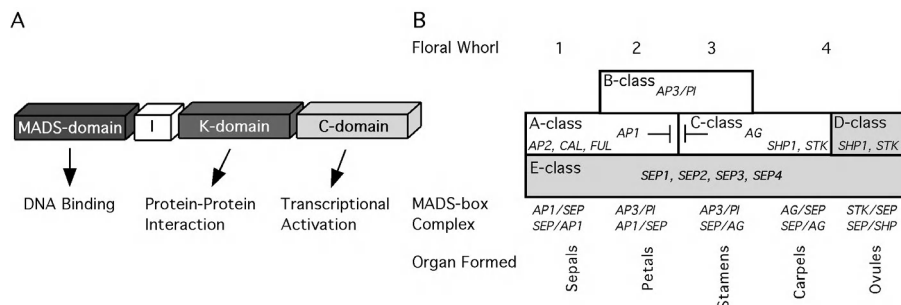 A
MADS-domain
I
K-domain
C-domain
DNA Binding
Protein-Protein
Interaction
Transcriptional
Activation
B
Floral Whorl
1
2
3
4
B-class
AP3/PI
A-class
AP1
AP2, CAL, FUL
C-class
AG
SHP1, STK
D-class
SHP1, STK
E-class
SEP1, SEP2, SEP3, SEP4
MADS-box
Complex
AP1/SEP
SEP/AP1
AP3/PI
AP1/SEP
AP3/PI
SEP/AG
AG/SEP
SEP/AG
STK/SEP
SEP/SHP
Organ Formed
Sepals
Petals
Stamens
Carpels
Ovules